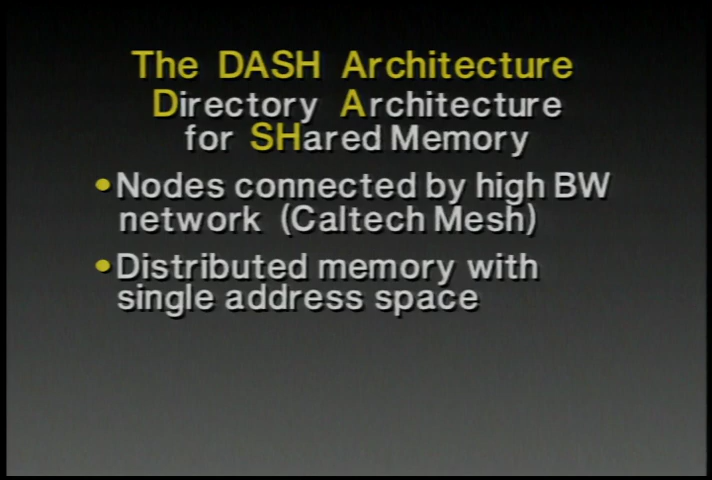 The DASH Architecture
Directory Architecture
for SHared Memory
•Nodes connected by high BW
network (Caltech Mesh)
•Distributed memory with
single address space